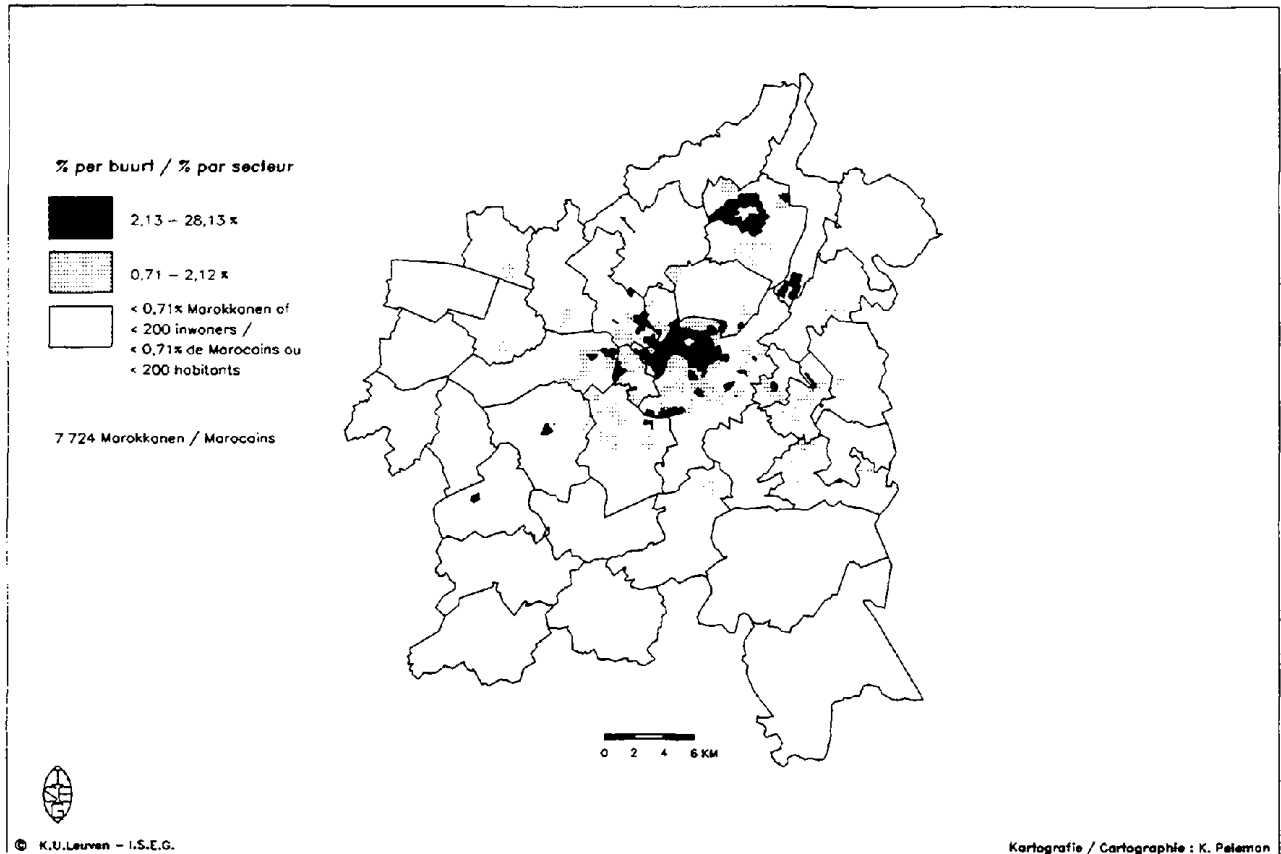 % per buurt / % par secteur
2,13 – 28,13 %
0,71 – 2,12 %
< 0,71% Marokkanen of
< 200 inwoners /
< 0,71% de Marocains ou
< 200 habitants
7 724 Marokkanen / Marocains
0 2 4 6 KM
I
SE
G
© K.U.Leuven – I.S.E.G.
Kartografie / Cartographie : K. Peleman